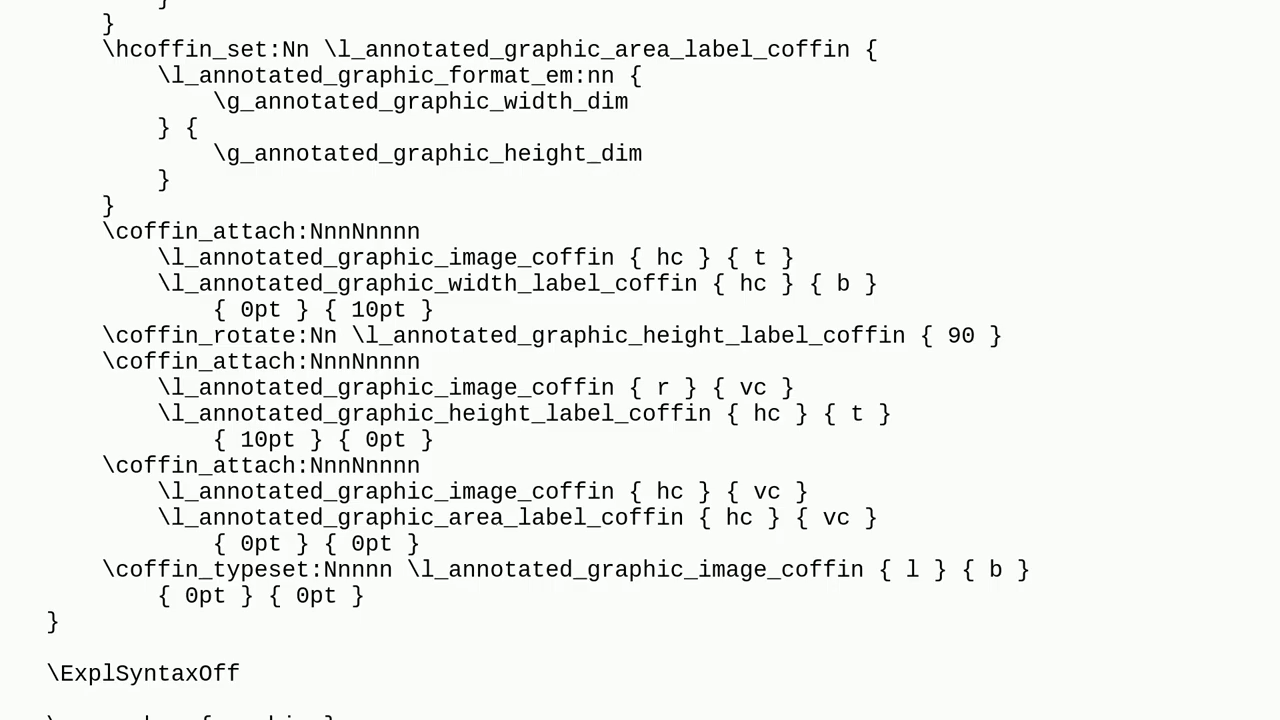 }
}
\hcoffin_set:Nn \l_annotated_graphic_area_label_coffin {
\l_annotated_graphic_format_em:nn {
\g_annotated_graphic_width_dim
} {
\g_annotated_graphic_height_dim
}
}
\coffin_attach:NnnNnnnn
\l_annotated_graphic_image_coffin { hc } { t }
\l_annotated_graphic_width_label_coffin { hc } { b }
{ 0pt } { 10pt }
\coffin_rotate:Nn \l_annotated_graphic_height_label_coffin { 90 }
\coffin_attach:NnnNnnnn
\l_annotated_graphic_image_coffin { r } { vc }
\l_annotated_graphic_height_label_coffin { hc } { t }
{ 10pt } { 0pt }
\coffin_attach:NnnNnnnn
\l_annotated_graphic_image_coffin { hc } { vc }
\l_annotated_graphic_area_label_coffin { hc } { vc }
{ 0pt } { 0pt }
\coffin_typeset:Nnnnn \l_annotated_graphic_image_coffin { l } { b }
{ 0pt } { 0pt }
}
\ExplSyntaxOff